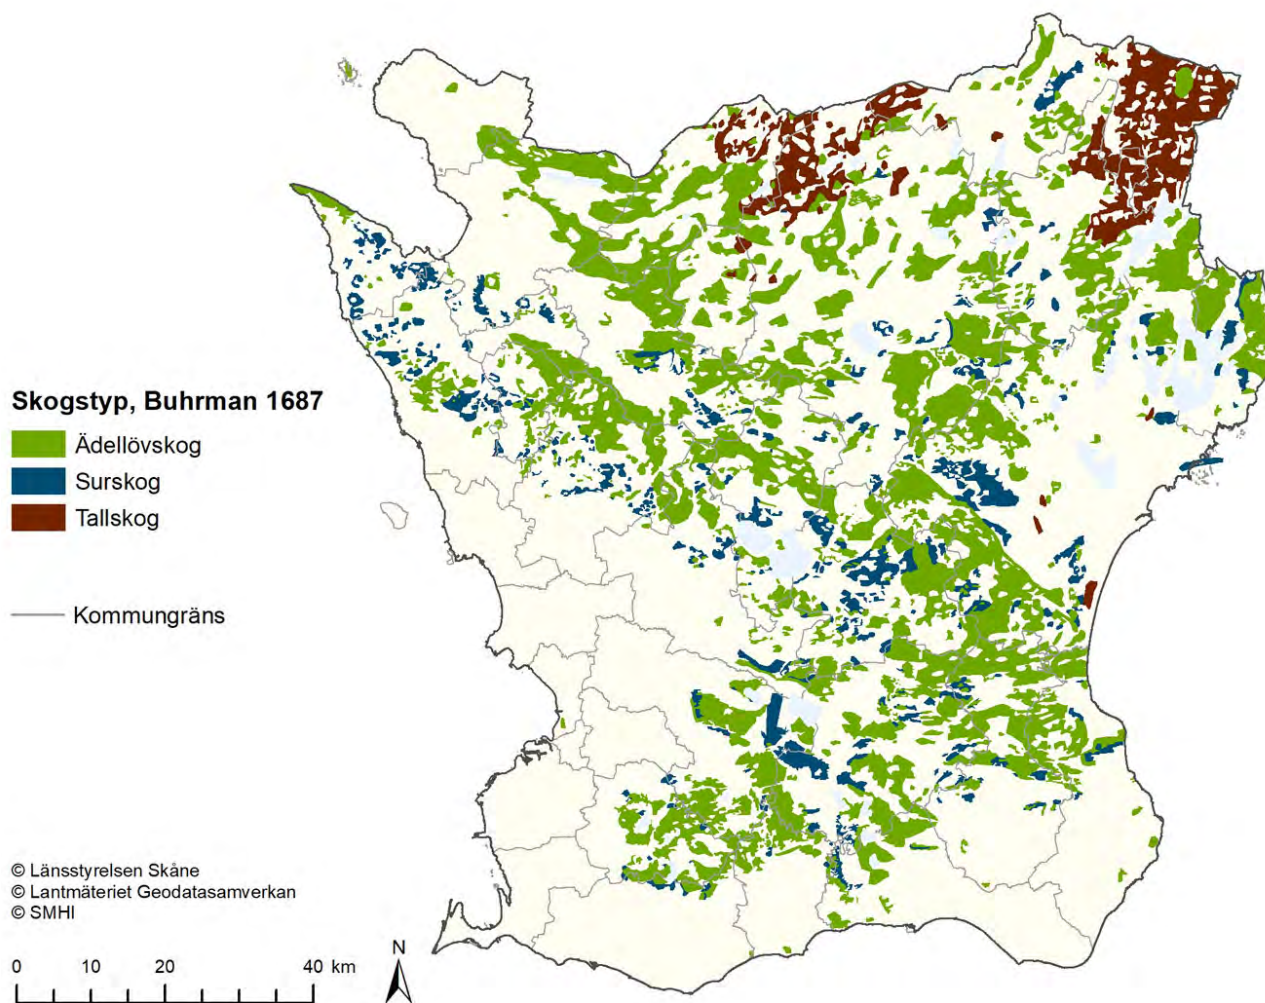 Skogstyp, Buhrman 1687
Ädellövskog
Surskog
Tallskog
Kommungräns
© Länsstyrelsen Skåne
© Lantmäteriet Geodatasamverkan
© SMHI
0 10 20 40 km
N